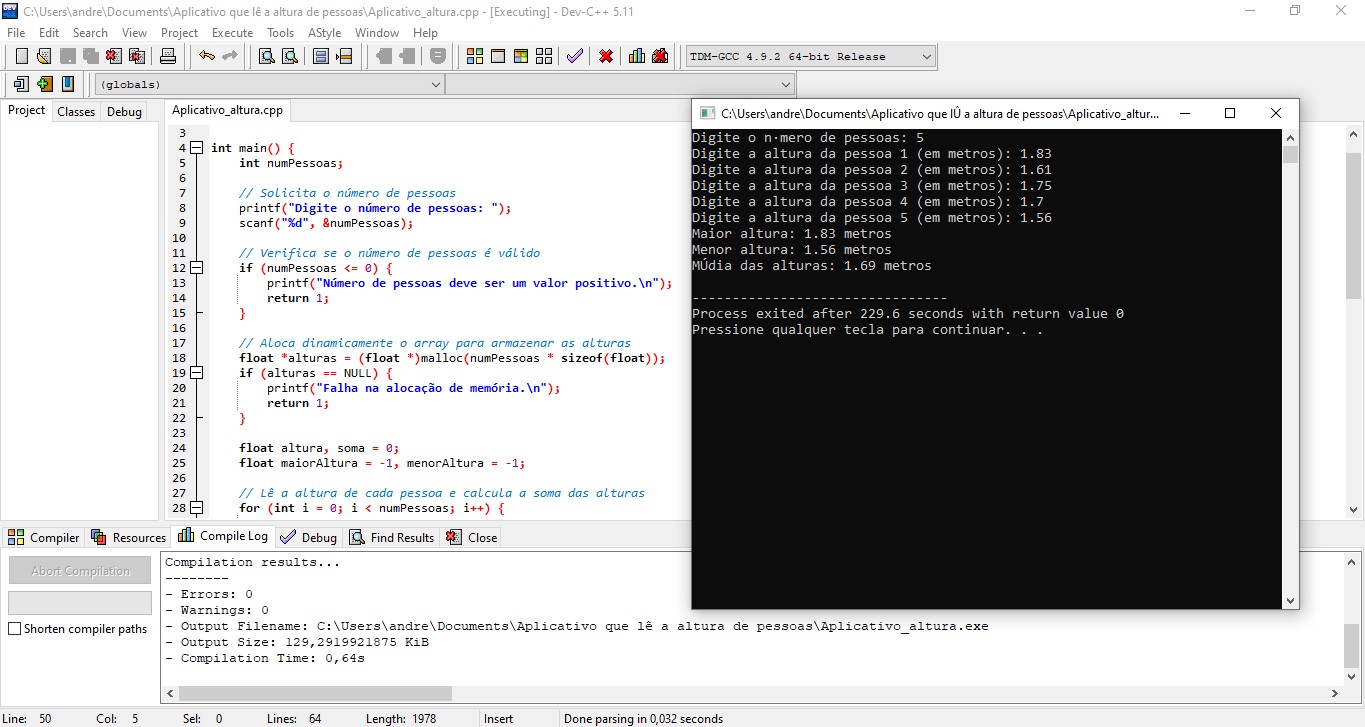 C:\Users\andre\Documents\Aplicativo que lê a altura de pessoas\Aplicativo_altura.cpp - [Executing] - Dev-C++ 5.11
File Edit Search View Project Execute Tools AStyle Window Help
TDM-GCC 4.9.2 64-bit Release
(globals)
Project Classes Debug
Aplicativo_altura.cpp
3
4 int main() {
5 int numPessoas;
6
7 // Solicita o número de pessoas
8 printf("Digite o número de pessoas: ");
9 scanf("%d", &numPessoas);
10
11 // Verifica se o número de pessoas é válido
12 if (numPessoas <= 0) {
13 printf("Número de pessoas deve ser um valor positivo.\n");
14 return 1;
15 }
16
17 // Aloca dinamicamente o array para armazenar as alturas
18 float *alturas = (float *)malloc(numPessoas * sizeof(float));
19 if (alturas == NULL) {
20 printf("Falha na alocação de memória.\n");
21 return 1;
22 }
23
24 float altura, soma = 0;
25 float maiorAltura = -1, menorAltura = -1;
26
27 // Lê a altura de cada pessoa e calcula a soma das alturas
28 for (int i = 0; i < numPessoas; i++) {
C:\Users\andre\Documents\Aplicativo que lÛ a altura de pessoas\Aplicativo_altur...
Digite o n·mero de pessoas: 5
Digite a altura da pessoa 1 (em metros): 1.83
Digite a altura da pessoa 2 (em metros): 1.61
Digite a altura da pessoa 3 (em metros): 1.75
Digite a altura da pessoa 4 (em metros): 1.7
Digite a altura da pessoa 5 (em metros): 1.56
Maior altura: 1.83 metros
Menor altura: 1.56 metros
MÚdia das alturas: 1.69 metros
--------------------------------
Process exited after 229.6 seconds with return value 0
Pressione qualquer tecla para continuar. . .
Compiler Resources Compile Log Debug Find Results Close
Abort Compilation
Shorten compiler paths
Compilation results...
--------
- Errors: 0
- Warnings: 0
- Output Filename: C:\Users\andre\Documents\Aplicativo que lê a altura de pessoas\Aplicativo_altura.exe
- Output Size: 129,2919921875 KiB
- Compilation Time: 0,64s
Line: 50 Col: 5 Sel: 0 Lines: 64 Length: 1978 Insert Done parsing in 0,032 seconds